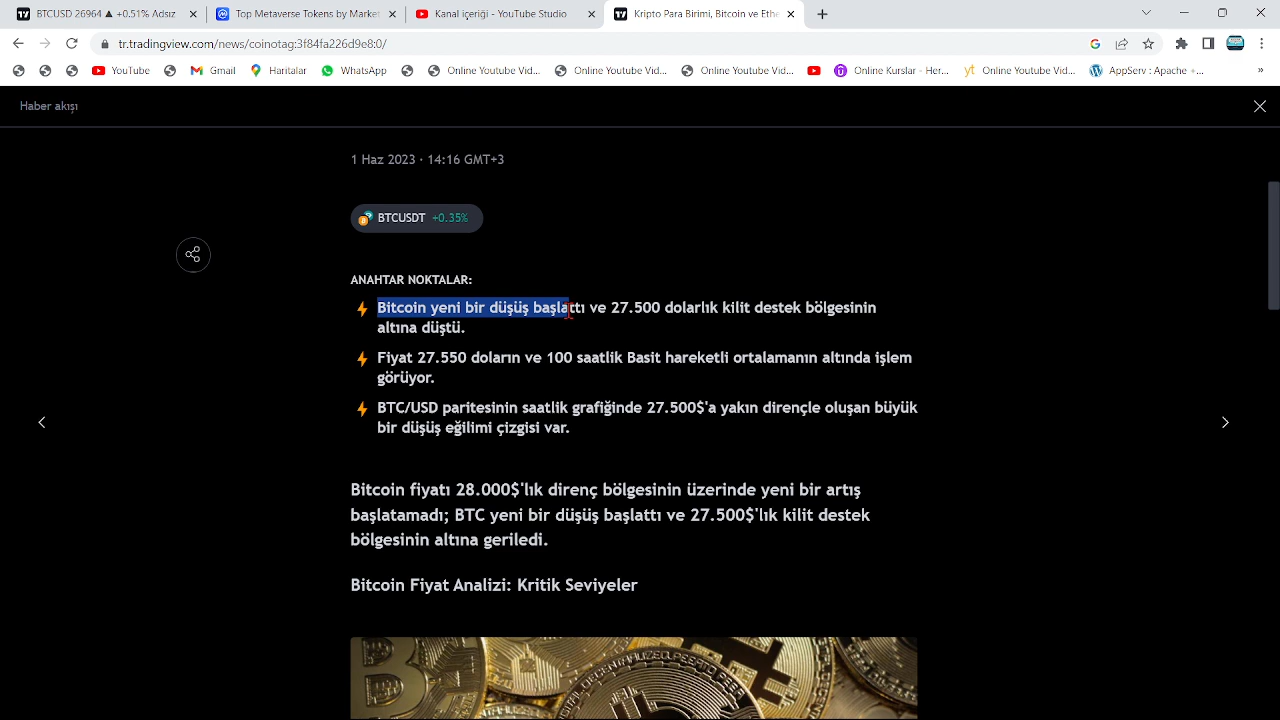 BTCUSD 26964 ▲ +0.51% Adsız
Top Metaverse Tokens by Market
Kanal içeriği - YouTube Studio
Kripto Para Birimi, Bitcoin ve Ethe
tr.tradingview.com/news/coinotag:3f84fa226d9e8:0/
YouTube
Gmail
Haritalar
WhatsApp
Online Youtube Vid...
Online Youtube Vid...
Online Youtube Vid...
Online Kurslar - Her...
Online Youtube Vid...
AppServ : Apache +...
Haber akışı
1 Haz 2023 · 14:16 GMT+3
BTCUSDT +0.35%
ANAHTAR NOKTALAR:
Bitcoin yeni bir düşüş başlattı ve 27.500 dolarlık kilit destek bölgesinin
altına düştü.
Fiyat 27.550 doların ve 100 saatlik Basit hareketli ortalamanın altında işlem
görüyor.
BTC/USD paritesinin saatlik grafiğinde 27.500$'a yakın dirençle oluşan büyük
bir düşüş eğilimi çizgisi var.
Bitcoin fiyatı 28.000$'lık direnç bölgesinin üzerinde yeni bir artış
başlatamadı; BTC yeni bir düşüş başlattı ve 27.500$'lık kilit destek
bölgesinin altına geriledi.
Bitcoin Fiyat Analizi: Kritik Seviyeler